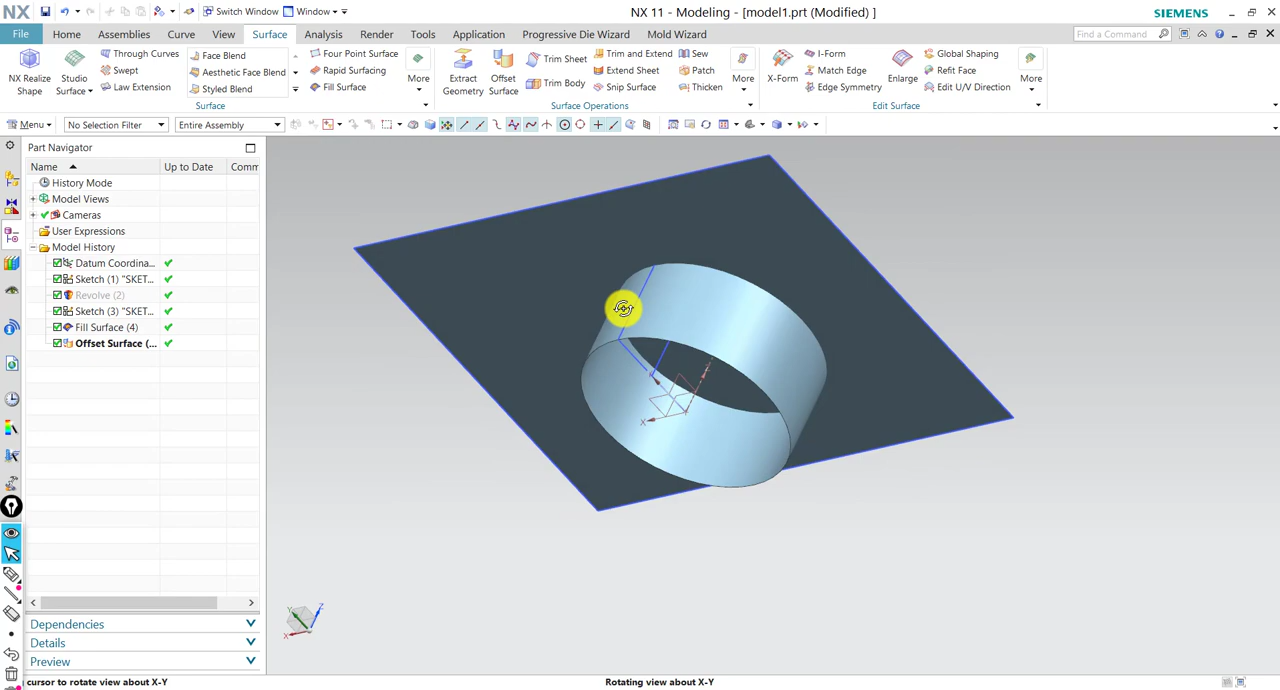 NX
Switch Window
Window
NX 11 - Modeling - [model1.prt (Modified) ]
SIEMENS
File
Home
Assemblies
Curve
View
Surface
Analysis
Render
Tools
Application
Progressive Die Wizard
Mold Wizard
Find a Command
NX Realize Shape
Studio Surface
Through Curves
Swept
Law Extension
Face Blend
Aesthetic Face Blend
Styled Blend
Four Point Surface
Rapid Surfacing
Fill Surface
More
Surface
Extract Geometry
Offset Surface
Trim Sheet
Trim Body
Trim and Extend
Extend Sheet
Snip Surface
Sew
Patch
Thicken
More
Surface Operations
X-Form
I-Form
Match Edge
Edge Symmetry
Enlarge
Global Shaping
Refit Face
Edit U/V Direction
More
Edit Surface
Menu
No Selection Filter
Entire Assembly
Part Navigator
Name
Up to Date
Comm
History Mode
Model Views
Cameras
User Expressions
Model History
Datum Coordina...
Sketch (1) "SKET...
Revolve (2)
Sketch (3) "SKET...
Fill Surface (4)
Offset Surface (...
Dependencies
Details
Preview
X
Y
Z
X
cursor to rotate view about X-Y
Rotating view about X-Y